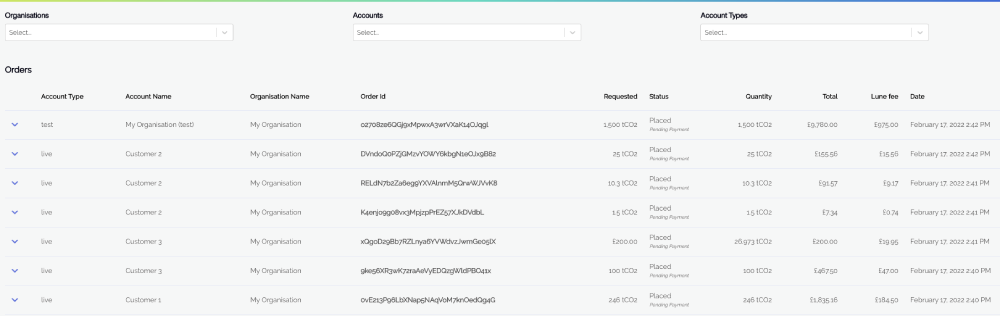 Organisations Accounts Account Types
Select... Select... Select...
Orders
Account Type Account Name Organisation Name Order Id Requested Status Quantity Total Lune fee Date
test My Organisation (test) My Organisation 1,500 tCO2 Placed 1,500 tCO2 £9,780.00 £975.00 February 17, 2022 2:42 PM
Pending Payment
live Customer 2 My Organisation 25 tCO2 Placed 25 tCO2 £155.56 £15.56 February 17, 2022 2:42 PM
Pending Payment
live Customer 2 My Organisation 10.3 tCO2 Placed 10.3 tCO2 £91.57 £9.17 February 17, 2022 2:41 PM
Pending Payment
live Customer 2 My Organisation 1.5 tCO2 Placed 1.5 tCO2 £7.34 £0.74 February 17, 2022 2:41 PM
Pending Payment
live Customer 3 My Organisation £200.00 Placed 26.973 tCO2 £200.00 £19.95 February 17, 2022 2:41 PM
Pending Payment
live Customer 3 My Organisation 100 tCO2 Placed 100 tCO2 £467.50 £47.00 February 17, 2022 2:40 PM
Pending Payment
live Customer 1 My Organisation 246 tCO2 Placed 246 tCO2 £1,835.16 £184.50 February 17, 2022 2:40 PM
Pending Payment